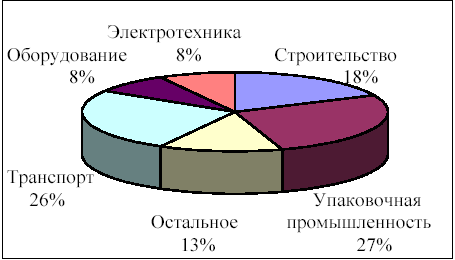 Электротехника
8%
Оборудование
8%
Строительство
18%
Транспорт
26%
Остальное
13%
Упаковочная
промышленность
27%